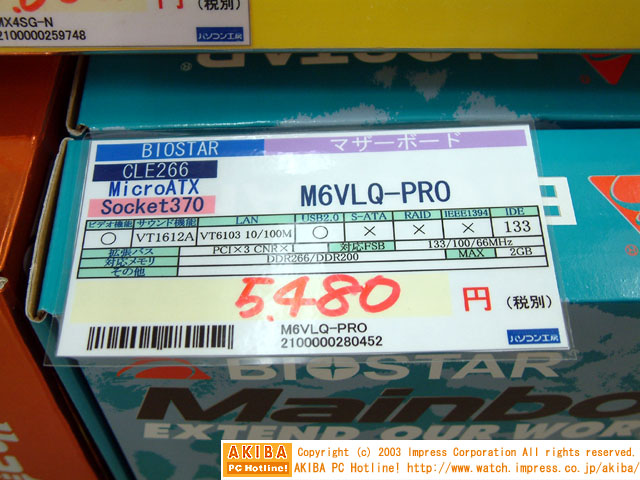 円 (税別)
MX4SG-N
2100000259748
パソコン工房
BIOSTAR
BIOSTAR マザーボード
CLE266
MicroATX
Socket370
M6VLQ-PRO
ビデオ機能 サウンド機能 LAN USB2.0 S-ATA RAID IEEE1394 IDE
○ VT1612A VT6103 10/100M ○ × × × 133
拡張バス PCI×3 CNR×1 対応FSB 133/100/66MHz
対応メモリ DDR266/DDR200 MAX 2GB
その他
5,480 円 (税別)
M6VLQ-PRO
2100000280452
パソコン工房
BIOSTAR
Mainbo
EXTEND OUR WO
AKIBA
PC Hotline!
Copyright (c) 2003 Impress Corporation All rights reserved.
AKIBA PC Hotline! http://www.watch.impress.co.jp/akiba/